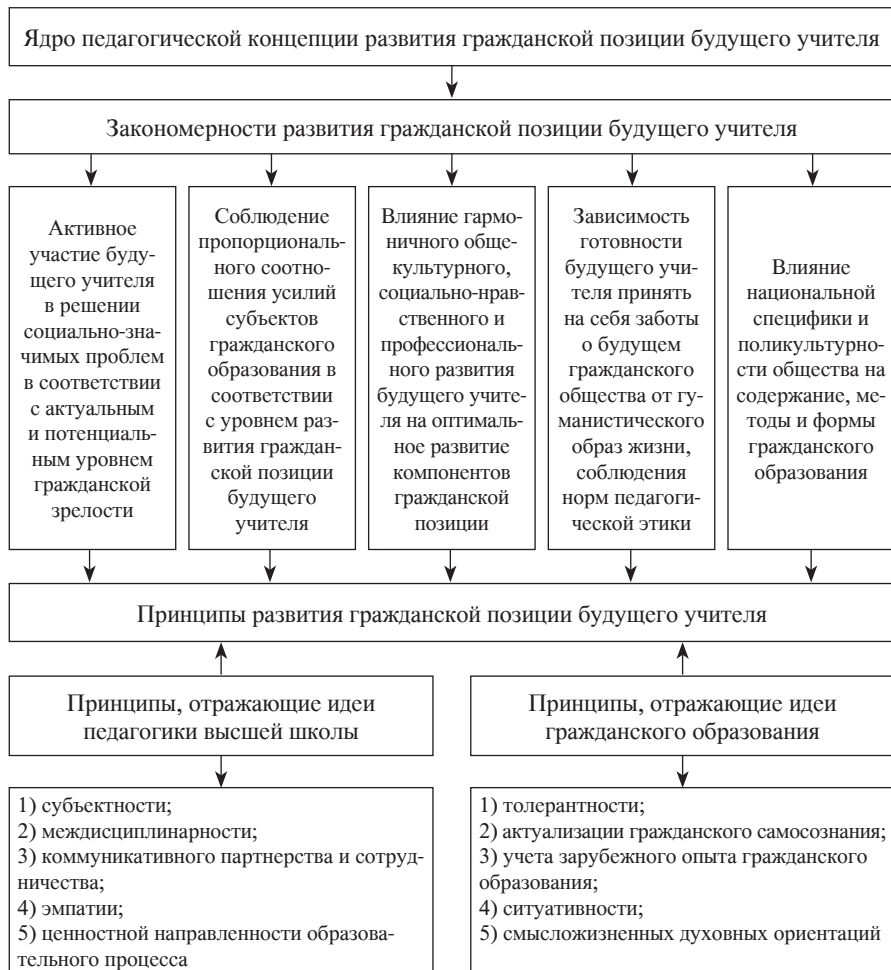 Ядро педагогической концепции развития гражданской позиции будущего учителя
Закономерности развития гражданской позиции будущего учителя
Активное
участие буду-
щего учителя
в решении
социально-зна-
чимых проблем
в соответствии
с актуальным
и потенциаль-
ным уровнем
гражданской
зрелости
Соблюдение
пропорциональ-
ного соотно-
шения усилий
субъектов
гражданского
образования в
соответствии
с уровнем раз-
вития граждан-
ской позиции
будущего
учителя
Влияние гармо-
ничного обще-
культурного,
социально-нрав-
ственного и
профессиональ-
ного развития
будущего учите-
ля на оптималь-
ное развитие
компонентов
гражданской
позиции
Зависимость
готовности
будущего учи-
теля принять
на себя заботы
о будущем
гражданского
общества от гу-
манистического
образ жизни,
соблюдения
норм педагоги-
ческой этики
Влияние
национальной
специфики и
поликультурно-
сти общества на
содержание, ме-
тоды и формы
гражданского
образования
Принципы развития гражданской позиции будущего учителя
Принципы, отражающие идеи
педагогики высшей школы
Принципы, отражающие идеи
гражданского образования
1) субъектности;
2) междисциплинарности;
3) коммуникативного партнерства и сотруд-
ничества;
4) эмпатии;
5) ценностной направленности образова-
тельного процесса
1) толерантности;
2) актуализации гражданского самосознания;
3) учета зарубежного опыта гражданского
образования;
4) ситуативности;
5) смысложизненных духовных ориентаций